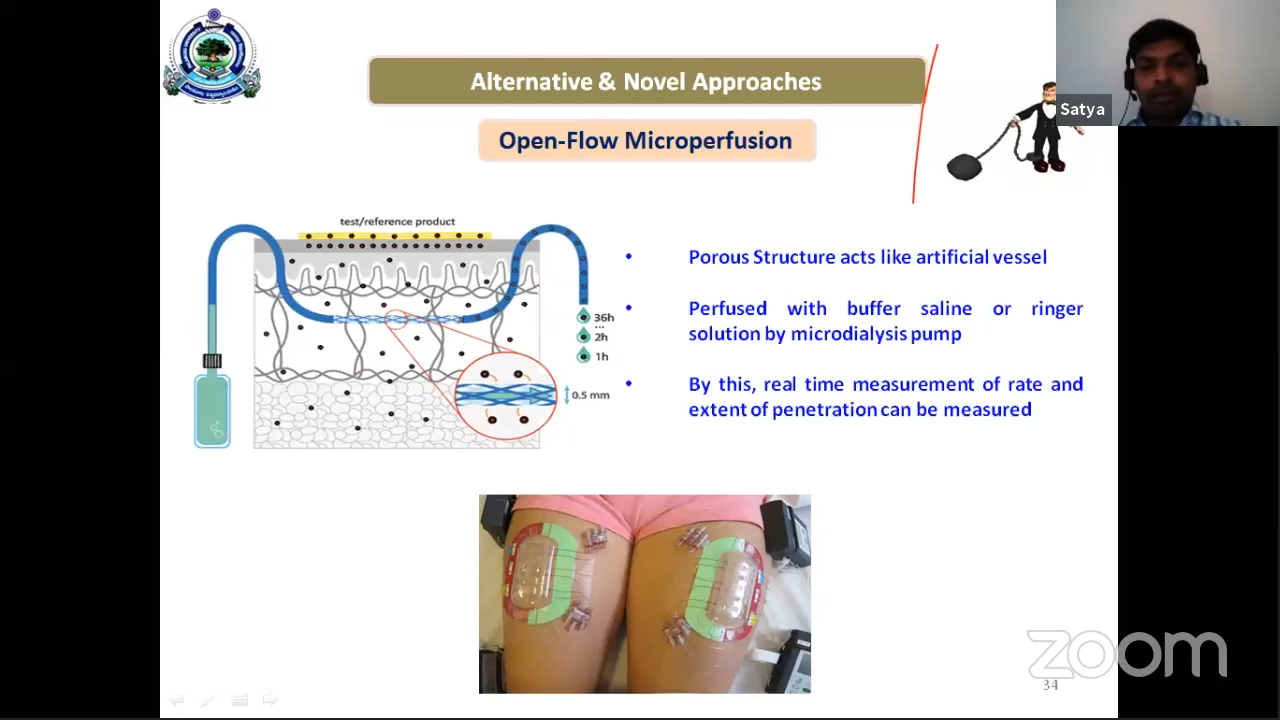 Alternative & Novel Approaches
Satya
Open-Flow Microperfusion
test/reference product
36h
...
2h
1h
0.5 mm
• Porous Structure acts like artificial vessel
• Perfused with buffer saline or ringer
solution by microdialysis pump
• By this, real time measurement of rate and
extent of penetration can be measured
zoom
34